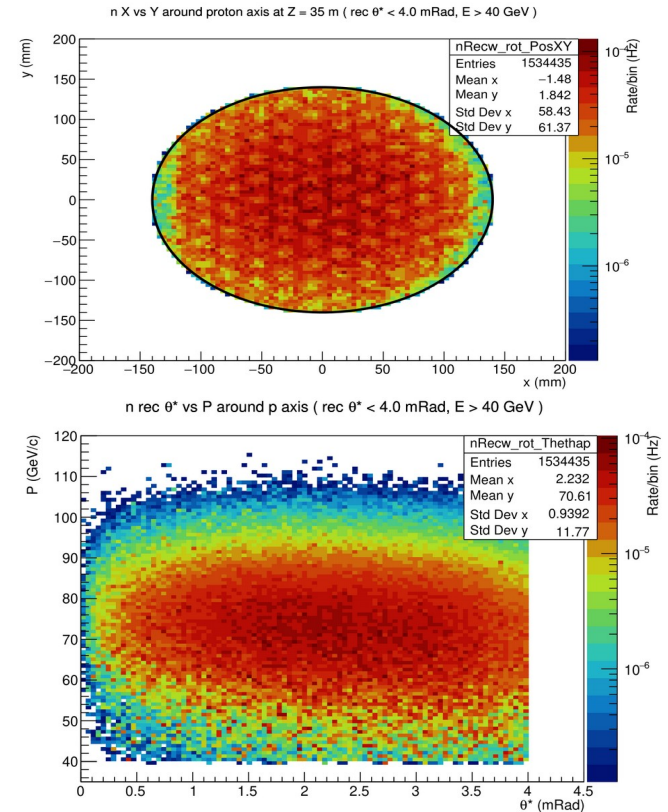 n X vs Y around proton axis at Z = 35 m ( rec θ* < 4.0 mRad, E > 40 GeV )
y (mm)
200
150
100
50
0
−50
−100
−150
−200
−200 −150 −100 −50 0 50 100 150 200
x (mm)
nRecw_rot_PosXY
Entries 1534435
Mean x −1.48
Mean y 1.842
Std Dev x 58.43
Std Dev y 61.37
10⁻⁴
10⁻⁵
10⁻⁶
Rate/bin (Hz)
n rec θ* vs P around p axis ( rec θ* < 4.0 mRad, E > 40 GeV )
P (GeV/c)
120
110
100
90
80
70
60
50
40
0 0.5 1 1.5 2 2.5 3 3.5 4 4.5
θ* (mRad)
nRecw_rot_Thethap
Entries 1534435
Mean x 2.232
Mean y 70.61
Std Dev x 0.9392
Std Dev y 11.77
10⁻⁴
10⁻⁵
10⁻⁶
Rate/bin (Hz)